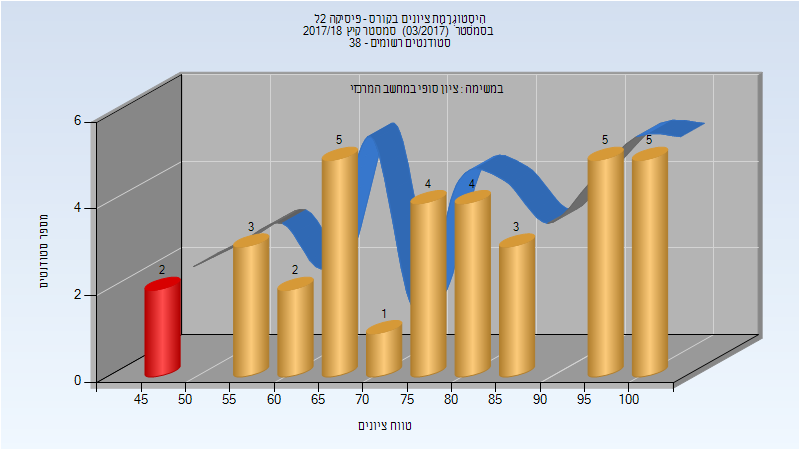 היסטוגרמת ציונים בקורס - פיסיקה 2ל
בסמסטר (03/2017) סמסטר קיץ 2017/18
סטודנטים רשומים - 38
במשימה : ציון סופי במחשב המרכזי
מספר סטודנטים
6
4
2
0
2
3
2
5
1
4
4
3
5
5
45 50 55 60 65 70 75 80 85 90 95 100
טווח ציונים